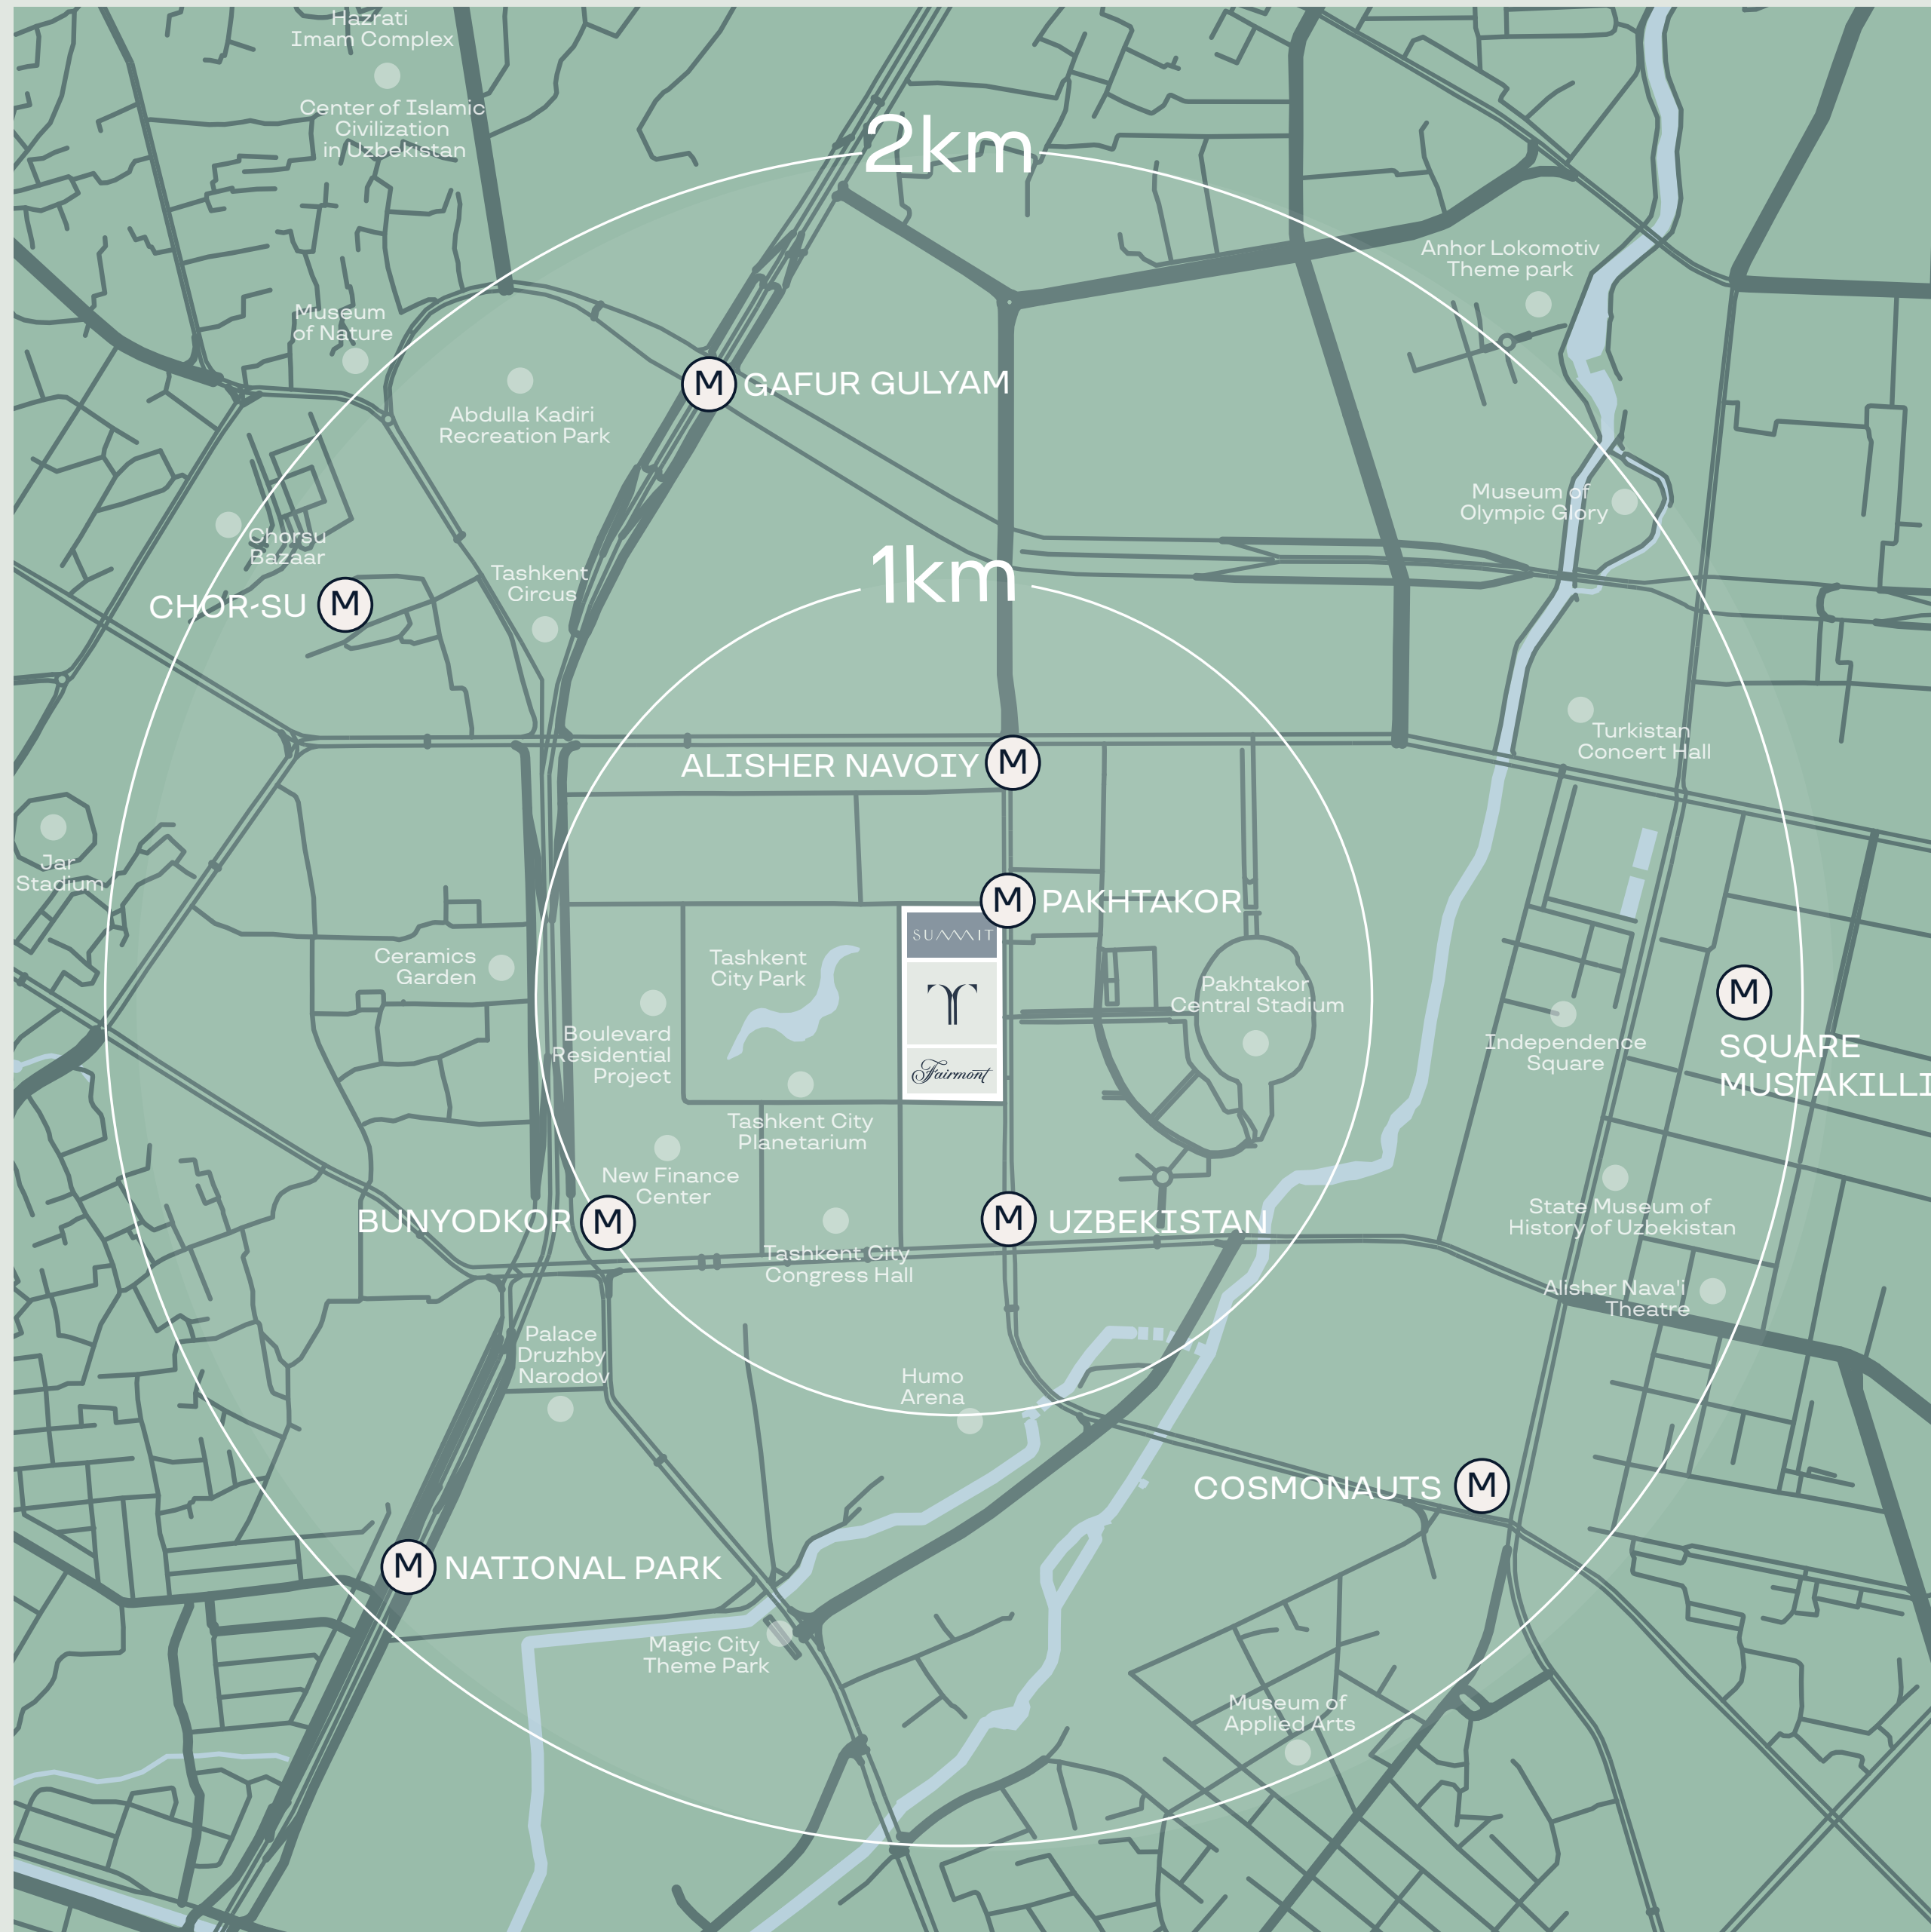 Hazrati
Imam Complex
Center of Islamic
Civilization
in Uzbekistan
2km
Anhor Lokomotiv
Theme park
Museum
of Nature
M
GAFUR GULYAM
Abdulla Kadiri
Recreation Park
Museum of
Olympic Glory
Chorsu
Bazaar
1km
Tashkent
Circus
CHOR-SU
M
Turkistan
Concert Hall
ALISHER NAVOIY
M
Jar
Stadium
M
PAKHTAKOR
SUMMIT
Ceramics
Garden
Tashkent
City Park
Pakhtakor
Central Stadium
M
Boulevard
Residential
Project
Fairmont
Independence
Square
SQUARE
MUSTAKILLI
Tashkent City
Planetarium
New Finance
Center
BUNYODKOR
M
M
UZBEKISTAN
State Museum of
History of Uzbekistan
Tashkent City
Congress Hall
Alisher Nava'i
Theatre
Palace
Druzhby
Narodov
Humo
Arena
COSMONAUTS
M
M
NATIONAL PARK
Magic City
Theme Park
Museum of
Applied Arts